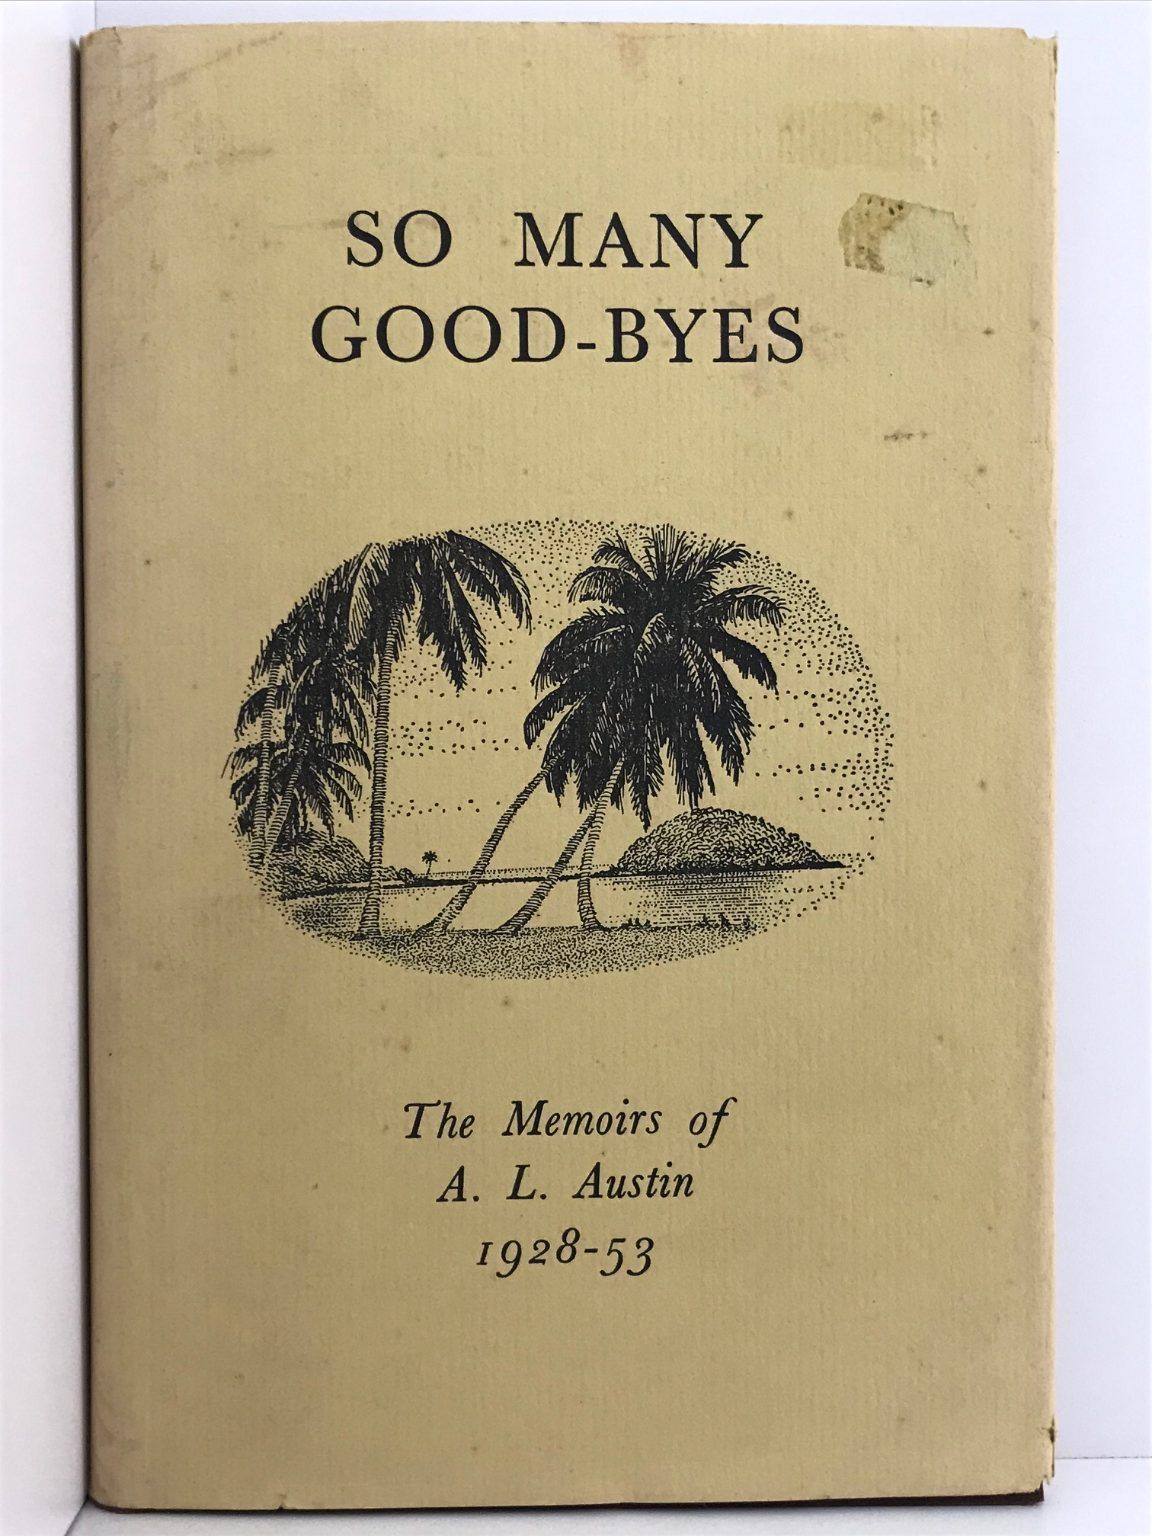 SO MANY
GOOD-BYES
The Memoirs of
A. L. Austin
1928-53